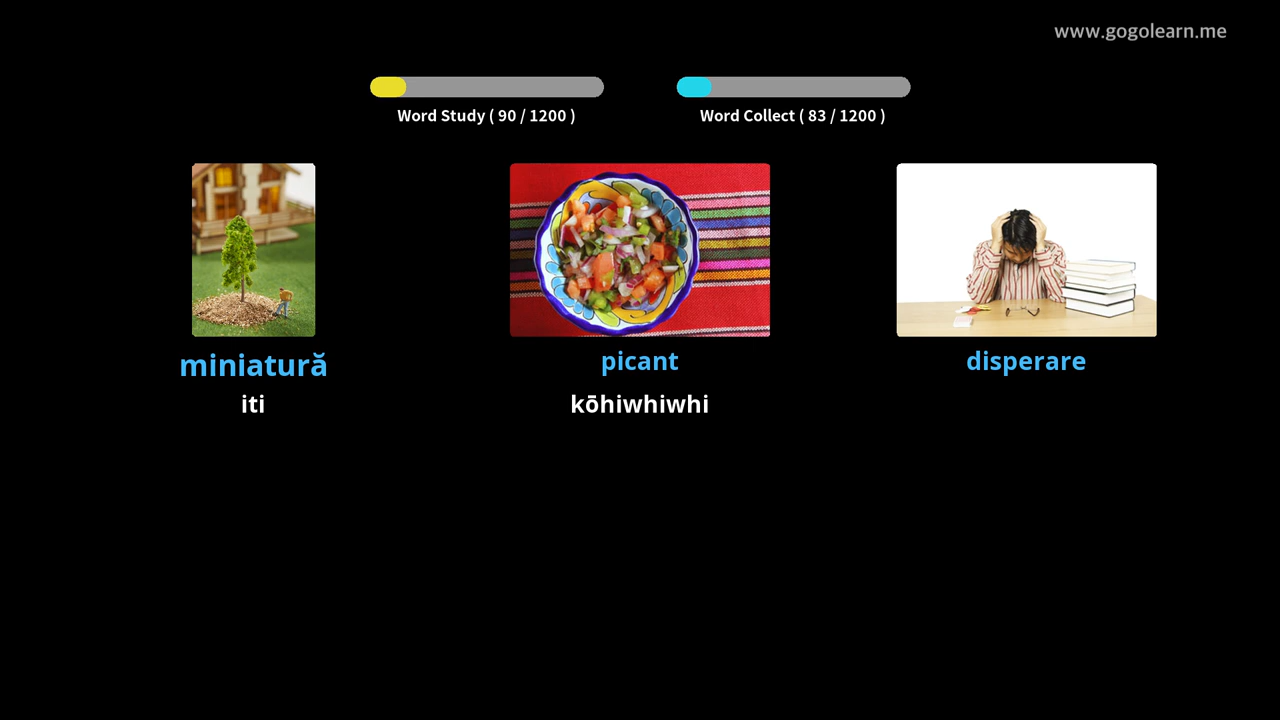 www.gogolearn.me
Word Study ( 90 / 1200 )
Word Collect ( 83 / 1200 )
miniatură
picant
disperare
iti
kōhiwhiwhi